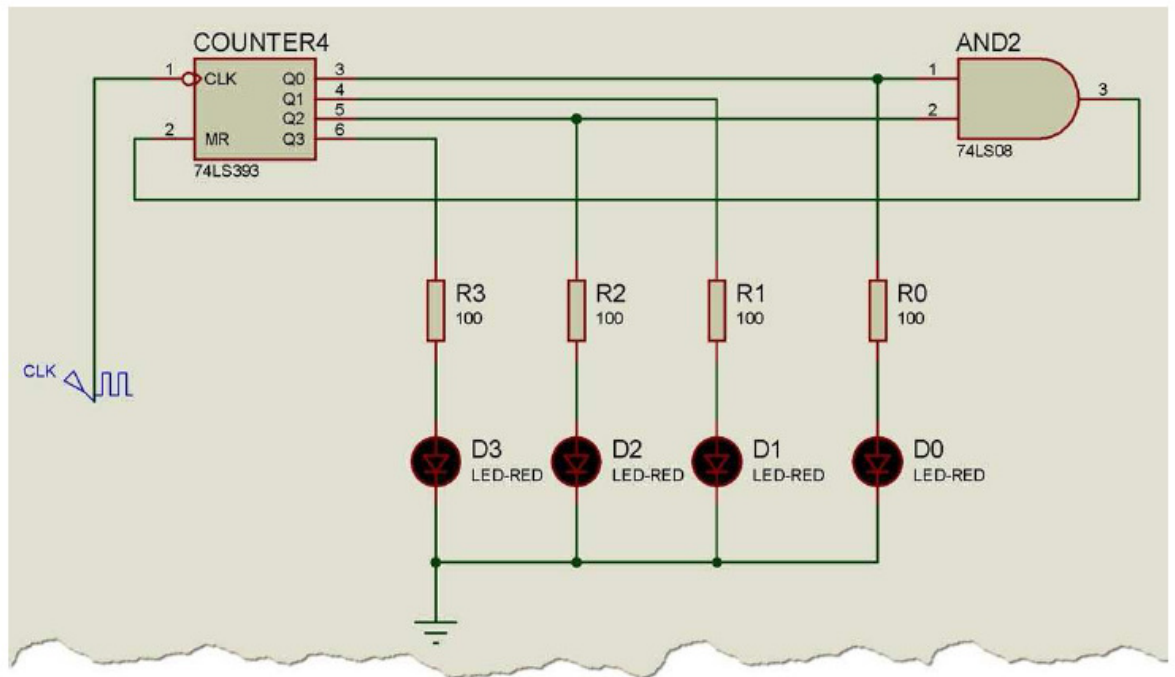 COUNTER4
AND2
1
CLK
Q0
3
1
Q1
4
3
Q2
5
2
2
MR
Q3
6
74LS393
74LS08
R3
R2
R1
R0
100
100
100
100
CLK
D3
D2
D1
D0
LED-RED
LED-RED
LED-RED
LED-RED